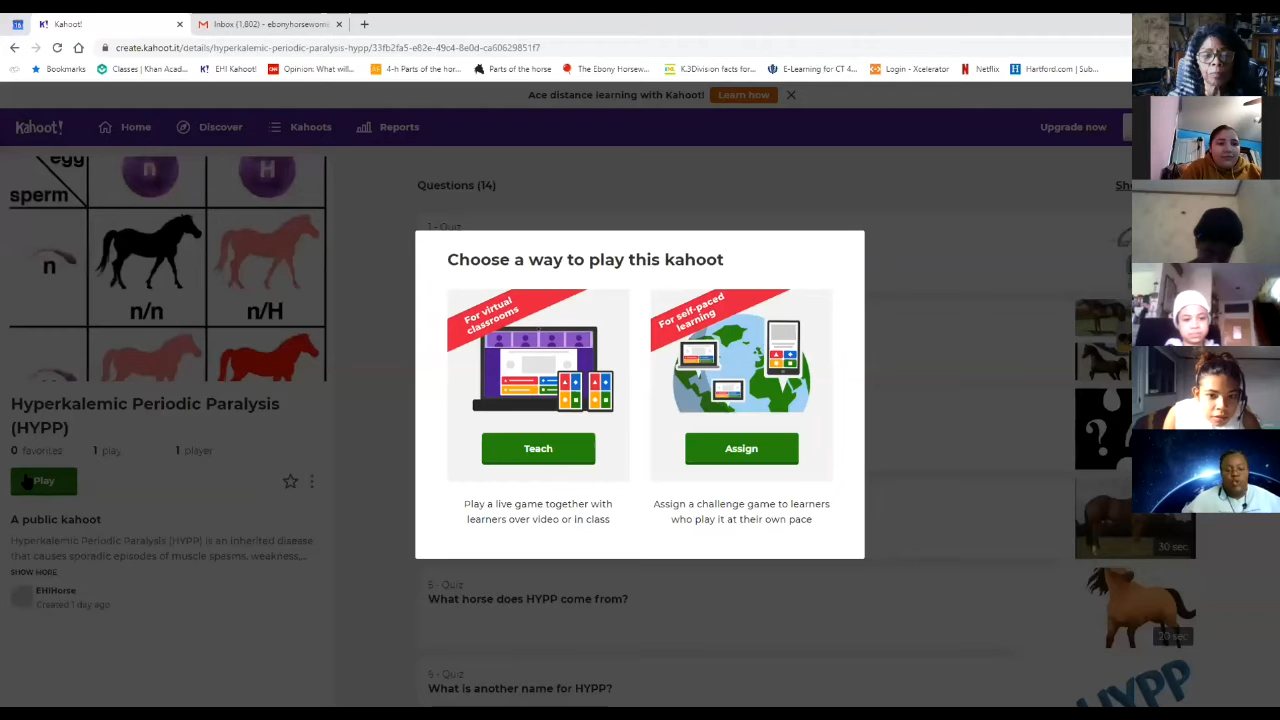 Kahoot!
Inbox (1,802) - ebonyhorsewom
create.kahoot.it/details/hyperkalemic-periodic-paralysis-hypp/33fb2fa5-e82e-49c4-8e0d-ca60629851f7
Bookmarks
Classes | Khan Acad...
EHI Kahoot!
Opinion: What will...
4-h Parts of the hor...
Parts of the horse
The Ebony Horsew...
K.3Division facts for...
E-Learning for CT 4...
Login - Xcelerator
Netflix
Hartford.com | Sub...
Ace distance learning with Kahoot!
Learn how
Kahoot!
Home
Discover
Kahoots
Reports
Upgrade now
egg
n
H
sperm
n
n/n
n/H
Questions (14)
1 - Quiz
Choose a way to play this kahoot
For virtual
classrooms
For self-paced
learning
Teach
Assign
Play a live game together with
learners over video or in class
Assign a challenge game to learners
who play it at their own pace
Hyperkalemic Periodic Paralysis
(HYPP)
0 favorites
1 play
1 player
Play
A public kahoot
Hyperkalemic Periodic Paralysis (HYPP) is an inherited disease
that causes sporadic episodes of muscle spasms, weakness,...
SHOW MORE
EHIHorse
Created 1 day ago
30 sec
5 - Quiz
What horse does HYPP come from?
20 sec
6 - Quiz
What is another name for HYPP?
HYPP